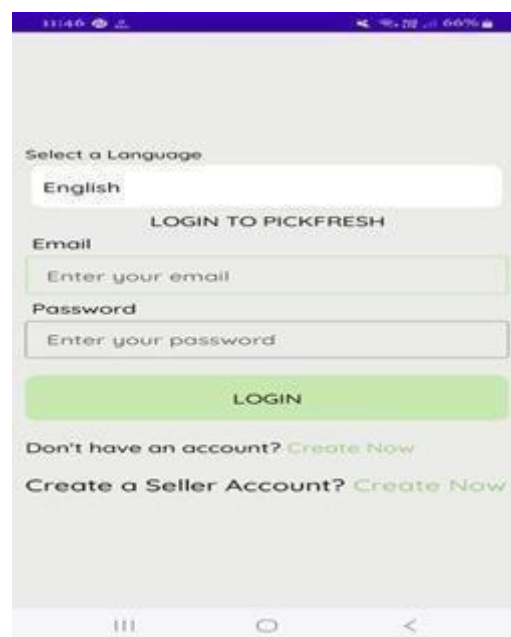 11:46 66%
Select a Language
English
LOGIN TO PICKFRESH
Email
Enter your email
Password
Enter your password
LOGIN
Don't have an account? Create Now
Create a Seller Account? Create Now